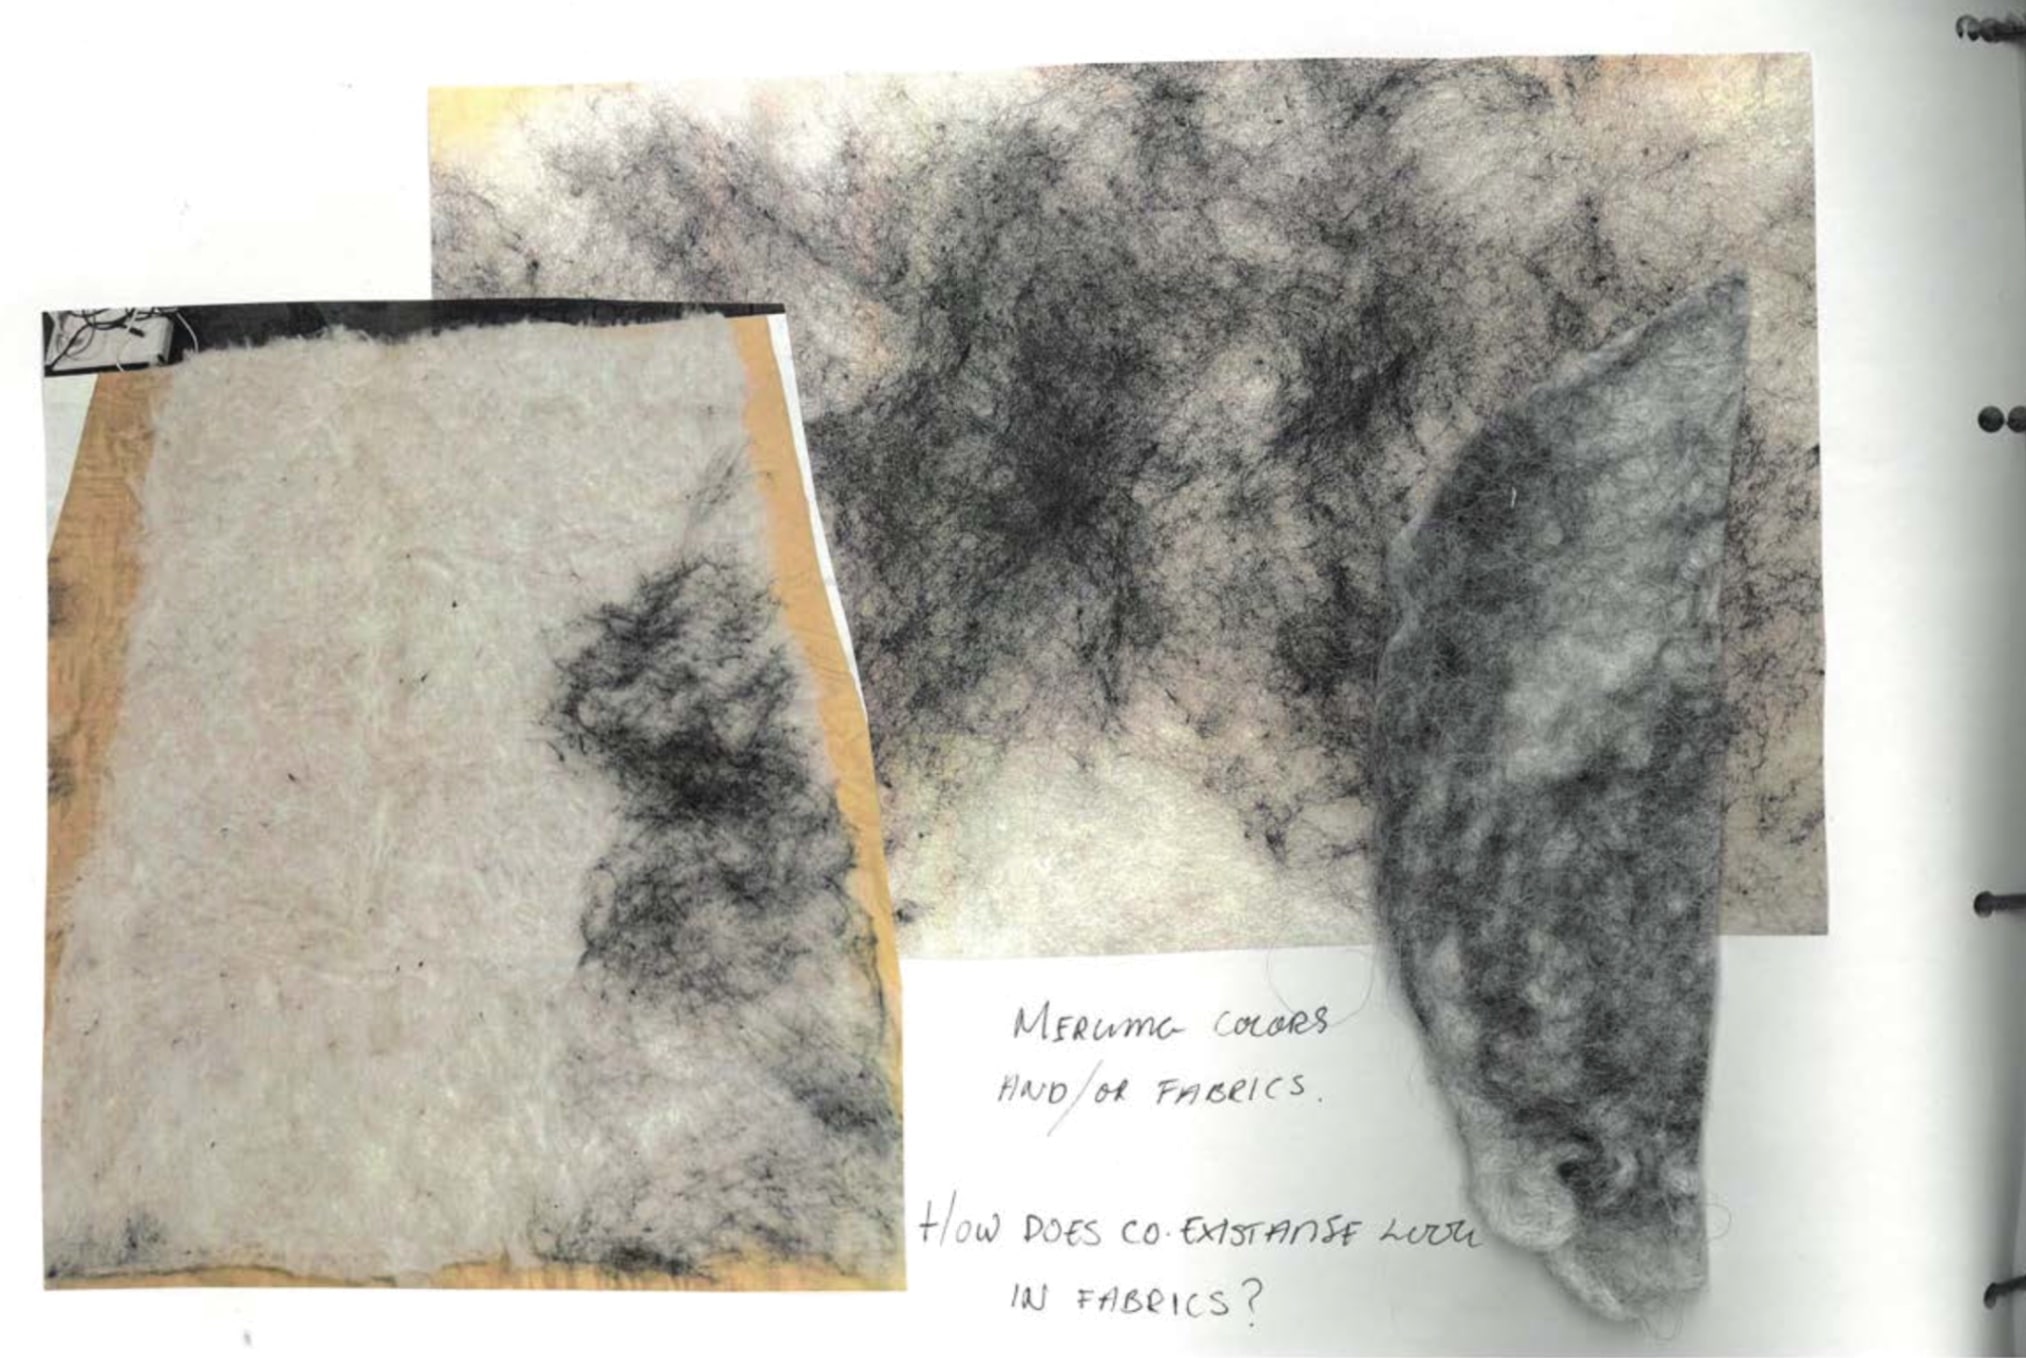 MERGING COLORS
AND/OR FABRICS.
HOW DOES CO-EXISTANSE LOOK
IN FABRICS?